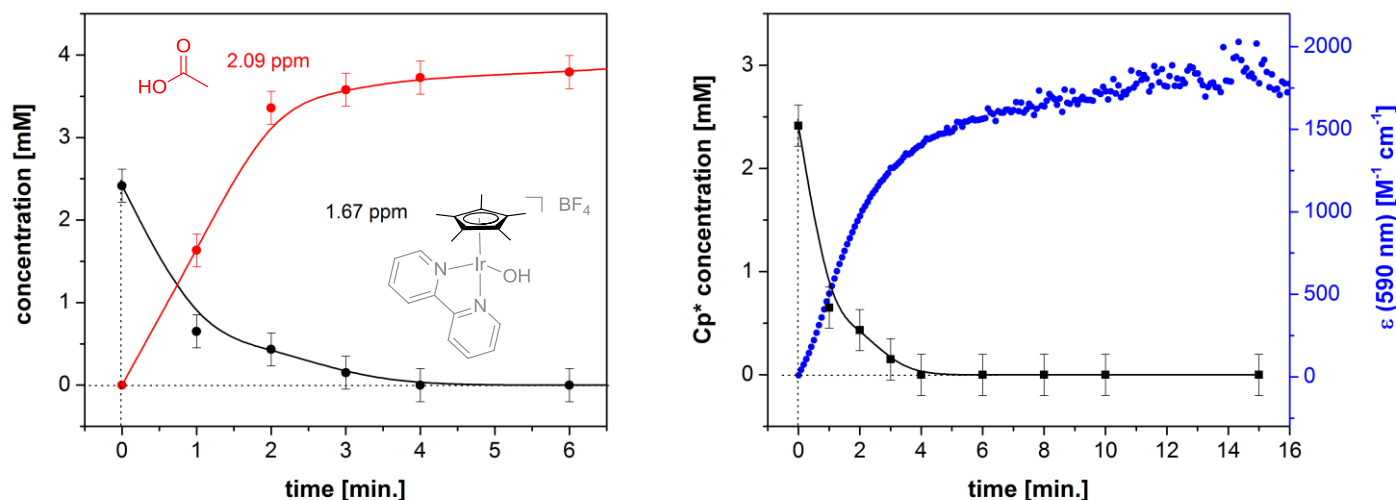 concentration [mM]
4
3
2
1
0
O
HO
2.09 ppm
1.67 ppm
BF4
Ir
OH
N
N
0 1 2 3 4 5 6
time [min.]
Cp* concentration [mM]
3
2
1
0
0 2 4 6 8 10 12 14 16
time [min.]
2000
1500
1000
500
0
ε (590 nm) [M⁻¹ cm⁻¹]